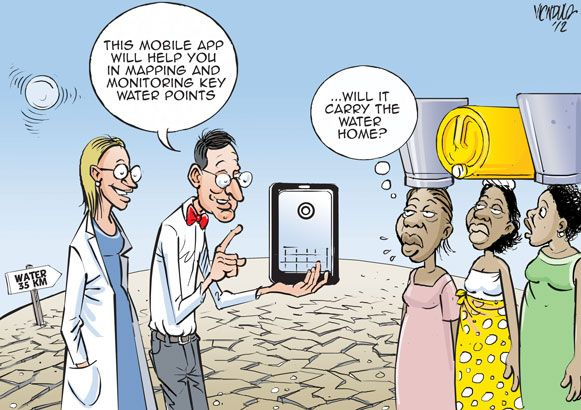 THIS MOBILE APP
WILL HELP YOU
IN MAPPING AND
MONITORING KEY
WATER POINTS
...WILL IT
CARRY THE
WATER
HOME?
WATER
35 KM
'12